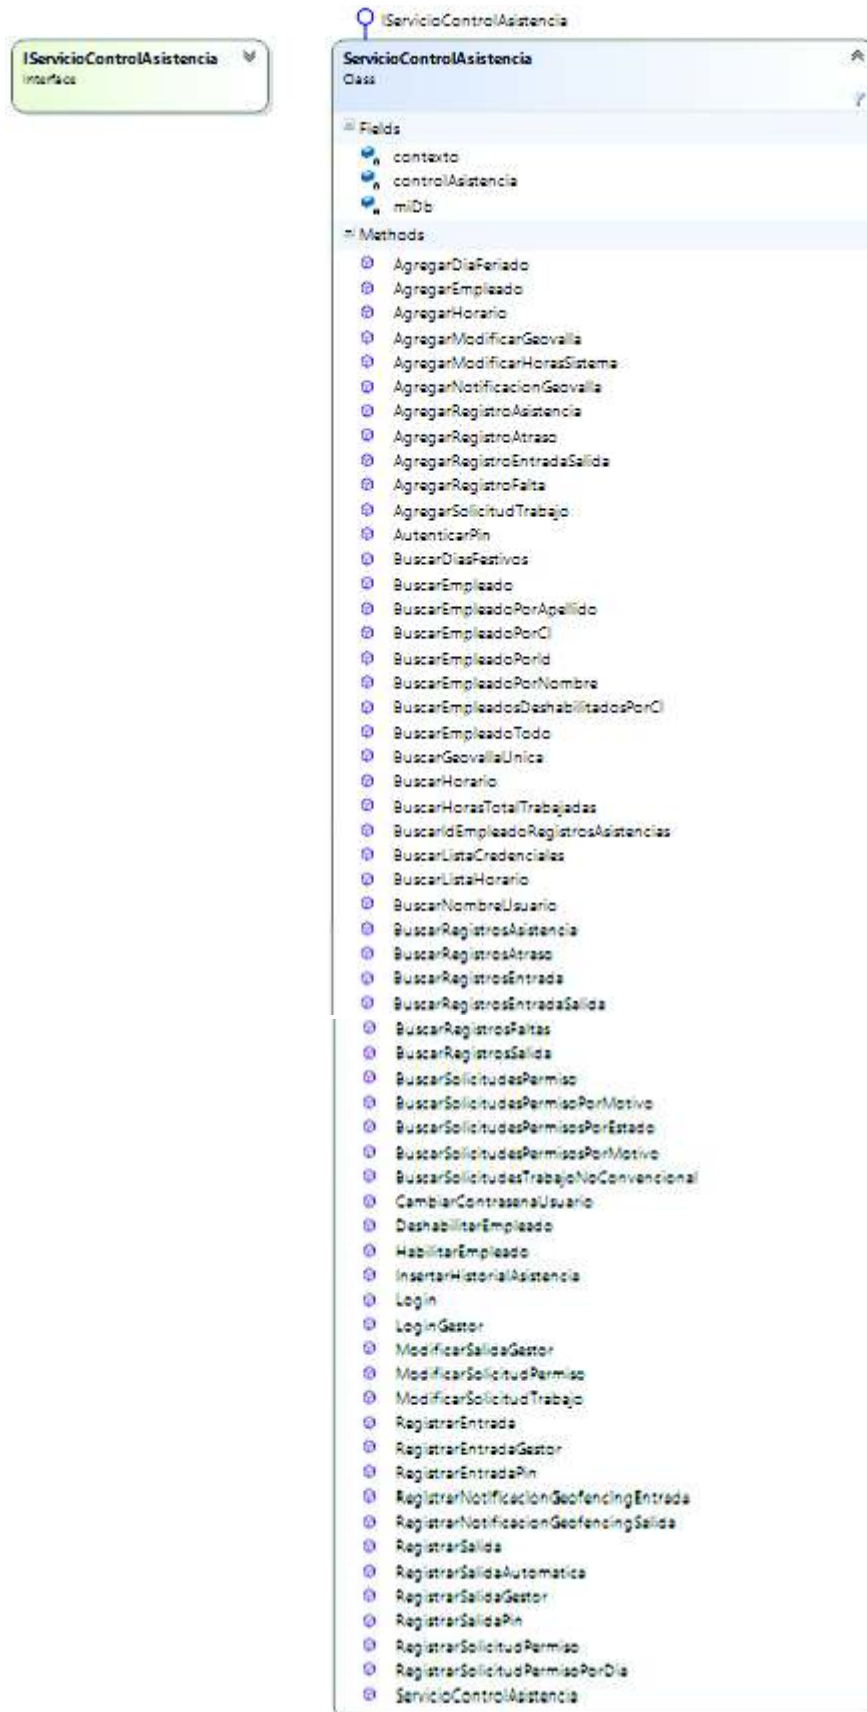 IServicioControlAsistencia
IServicioControlAsistencia
Interface
ServicioControlAsistencia
Class
Fields
contexto
controlAsistencia
miDb
Methods
AgregarDiaFeriado
AgregarEmpleado
AgregarHorario
AgregarModificarGeovalla
AgregarModificarHorasSistema
AgregarNotificacionGeovalla
AgregarRegistroAsistencia
AgregarRegistroAtraso
AgregarRegistroEntradaSalida
AgregarRegistroFalta
AgregarSolicitudTrabajo
AutenticarPin
BuscarDiasFestivos
BuscarEmpleado
BuscarEmpleadoPorApellido
BuscarEmpleadoPorCI
BuscarEmpleadoPorId
BuscarEmpleadoPorNombre
BuscarEmpleadosDeshabilitadosPorCI
BuscarEmpleadoTodo
BuscarGeovallaUnica
BuscarHorario
BuscarHorasTotalTrabajadas
BuscarIdEmpleadoRegistrosAsistencias
BuscarListaCredenciales
BuscarListaHorario
BuscarNombreUsuario
BuscarRegistrosAsistencia
BuscarRegistrosAtraso
BuscarRegistrosEntrada
BuscarRegistrosEntradaSalida
BuscarRegistrosFaltas
BuscarRegistrosSalida
BuscarSolicitudesPermiso
BuscarSolicitudesPermisoPorMotivo
BuscarSolicitudesPermisosPorEstado
BuscarSolicitudesPermisosPorMotivo
BuscarSolicitudesTrabajoNoConvencional
CambiarContrasenaUsuario
DeshabilitarEmpleado
HabilitarEmpleado
InsertarHistorialAsistencia
Login
LoginGestor
ModificarSalidaGestor
ModificarSolicitudPermiso
ModificarSolicitudTrabajo
RegistrarEntrada
RegistrarEntradaGestor
RegistrarEntradaPin
RegistrarNotificacionGeofencingEntrada
RegistrarNotificacionGeofencingSalida
RegistrarSalida
RegistrarSalidaAutomatica
RegistrarSalidaGestor
RegistrarSalidaPin
RegistrarSolicitudPermiso
RegistrarSolicitudPermisoPorDia
ServicioControlAsistencia